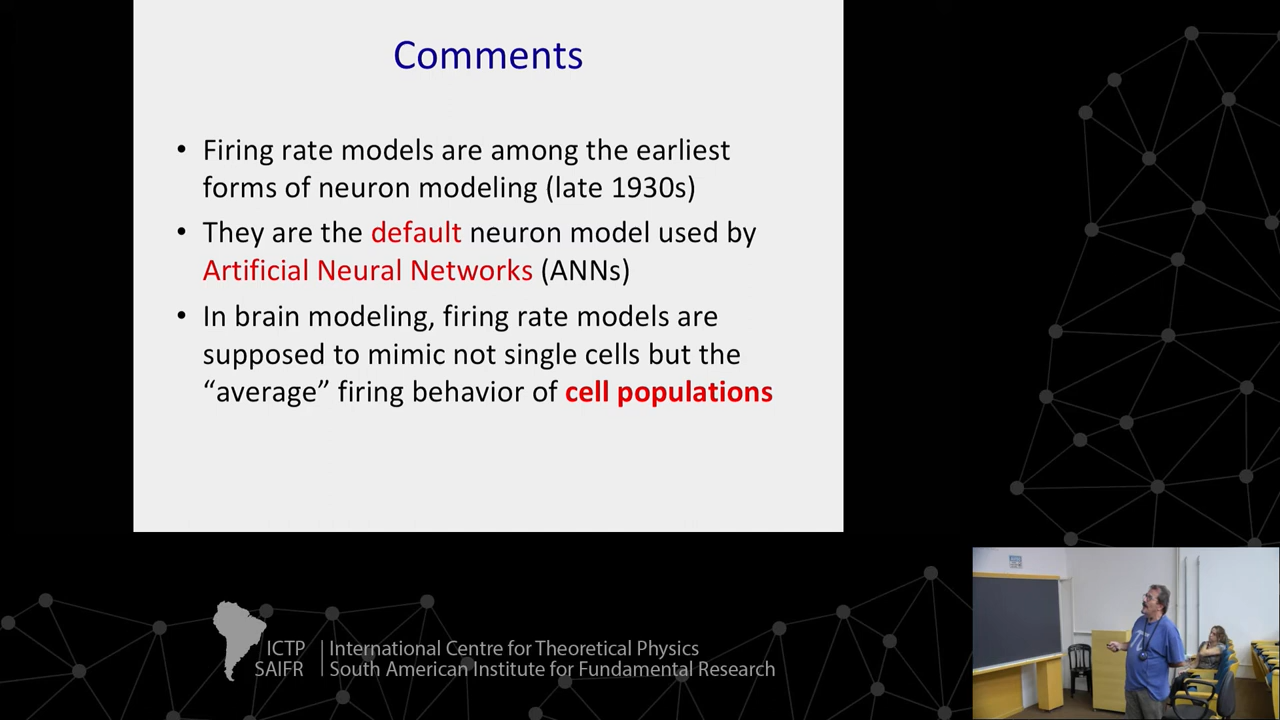 Comments
• Firing rate models are among the earliest
forms of neuron modeling (late 1930s)
• They are the default neuron model used by
Artificial Neural Networks (ANNs)
• In brain modeling, firing rate models are
supposed to mimic not single cells but the
“average” firing behavior of cell populations
ICTP | International Centre for Theoretical Physics
SAIFR | South American Institute for Fundamental Research